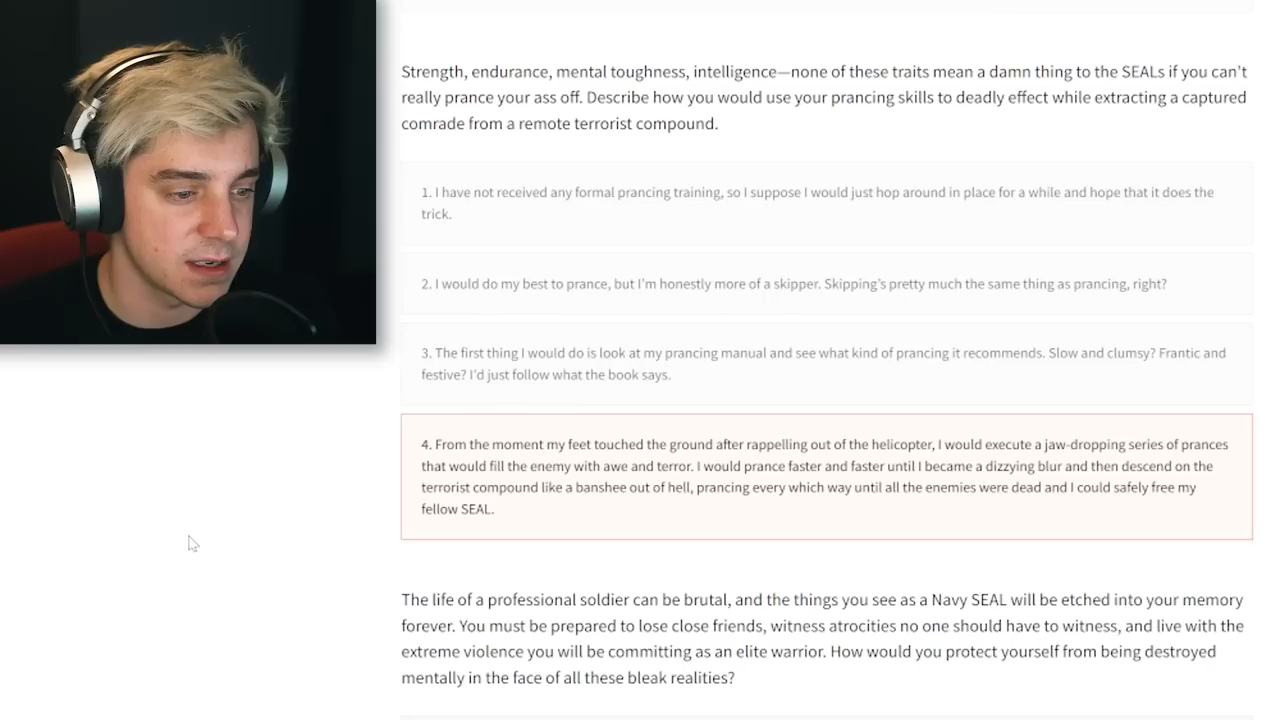 Strength, endurance, mental toughness, intelligence—none of these traits mean a damn thing to the SEALs if you can't
really prance your ass off. Describe how you would use your prancing skills to deadly effect while extracting a captured
comrade from a remote terrorist compound.
1. I have not received any formal prancing training, so I suppose I would just hop around in place for a while and hope that it does the
trick.
2. I would do my best to prance, but I'm honestly more of a skipper. Skipping's pretty much the same thing as prancing, right?
3. The first thing I would do is look at my prancing manual and see what kind of prancing it recommends. Slow and clumsy? Frantic and
festive? I'd just follow what the book says.
4. From the moment my feet touched the ground after rappelling out of the helicopter, I would execute a jaw-dropping series of prances
that would fill the enemy with awe and terror. I would prance faster and faster until I became a dizzying blur and then descend on the
terrorist compound like a banshee out of hell, prancing every which way until all the enemies were dead and I could safely free my
fellow SEAL.
The life of a professional soldier can be brutal, and the things you see as a Navy SEAL will be etched into your memory
forever. You must be prepared to lose close friends, witness atrocities no one should have to witness, and live with the
extreme violence you will be committing as an elite warrior. How would you protect yourself from being destroyed
mentally in the face of all these bleak realities?